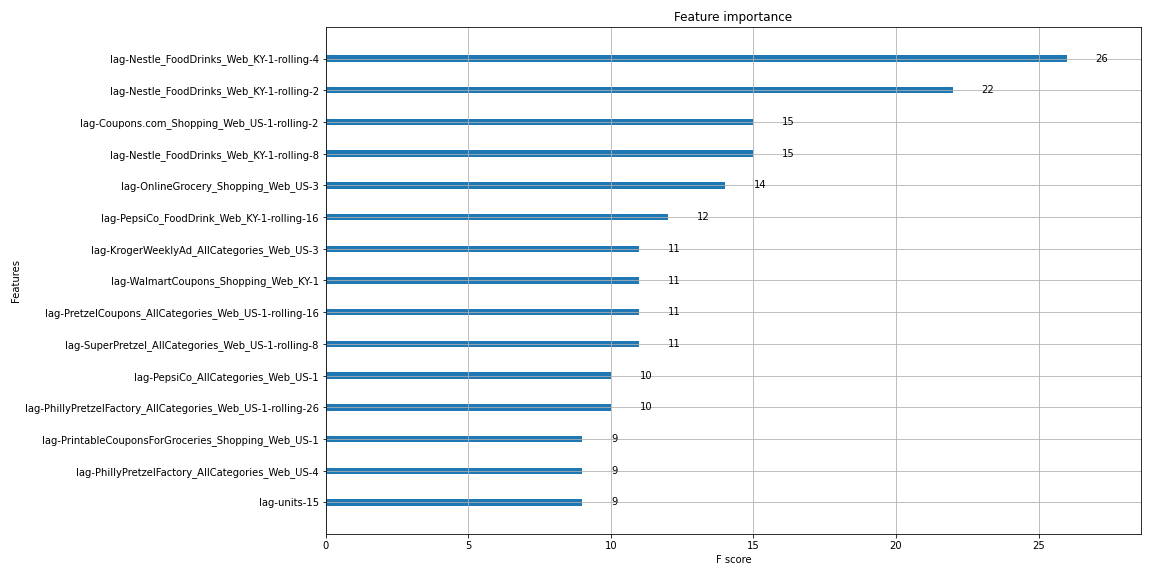 Feature importance
Features
lag-Nestle_FoodDrinks_Web_KY-1-rolling-4 26
lag-Nestle_FoodDrinks_Web_KY-1-rolling-2 22
lag-Coupons.com_Shopping_Web_US-1-rolling-2 15
lag-Nestle_FoodDrinks_Web_KY-1-rolling-8 15
lag-OnlineGrocery_Shopping_Web_US-3 14
lag-PepsiCo_FoodDrink_Web_KY-1-rolling-16 12
lag-KrogerWeeklyAd_AllCategories_Web_US-3 11
lag-WalmartCoupons_Shopping_Web_KY-1 11
lag-PretzelCoupons_AllCategories_Web_US-1-rolling-16 11
lag-SuperPretzel_AllCategories_Web_US-1-rolling-8 11
lag-PepsiCo_AllCategories_Web_US-1 10
lag-PhillyPretzelFactory_AllCategories_Web_US-1-rolling-26 10
lag-PrintableCouponsForGroceries_Shopping_Web_US-1 9
lag-PhillyPretzelFactory_AllCategories_Web_US-4 9
lag-units-15 9
0 5 10 15 20 25
F score